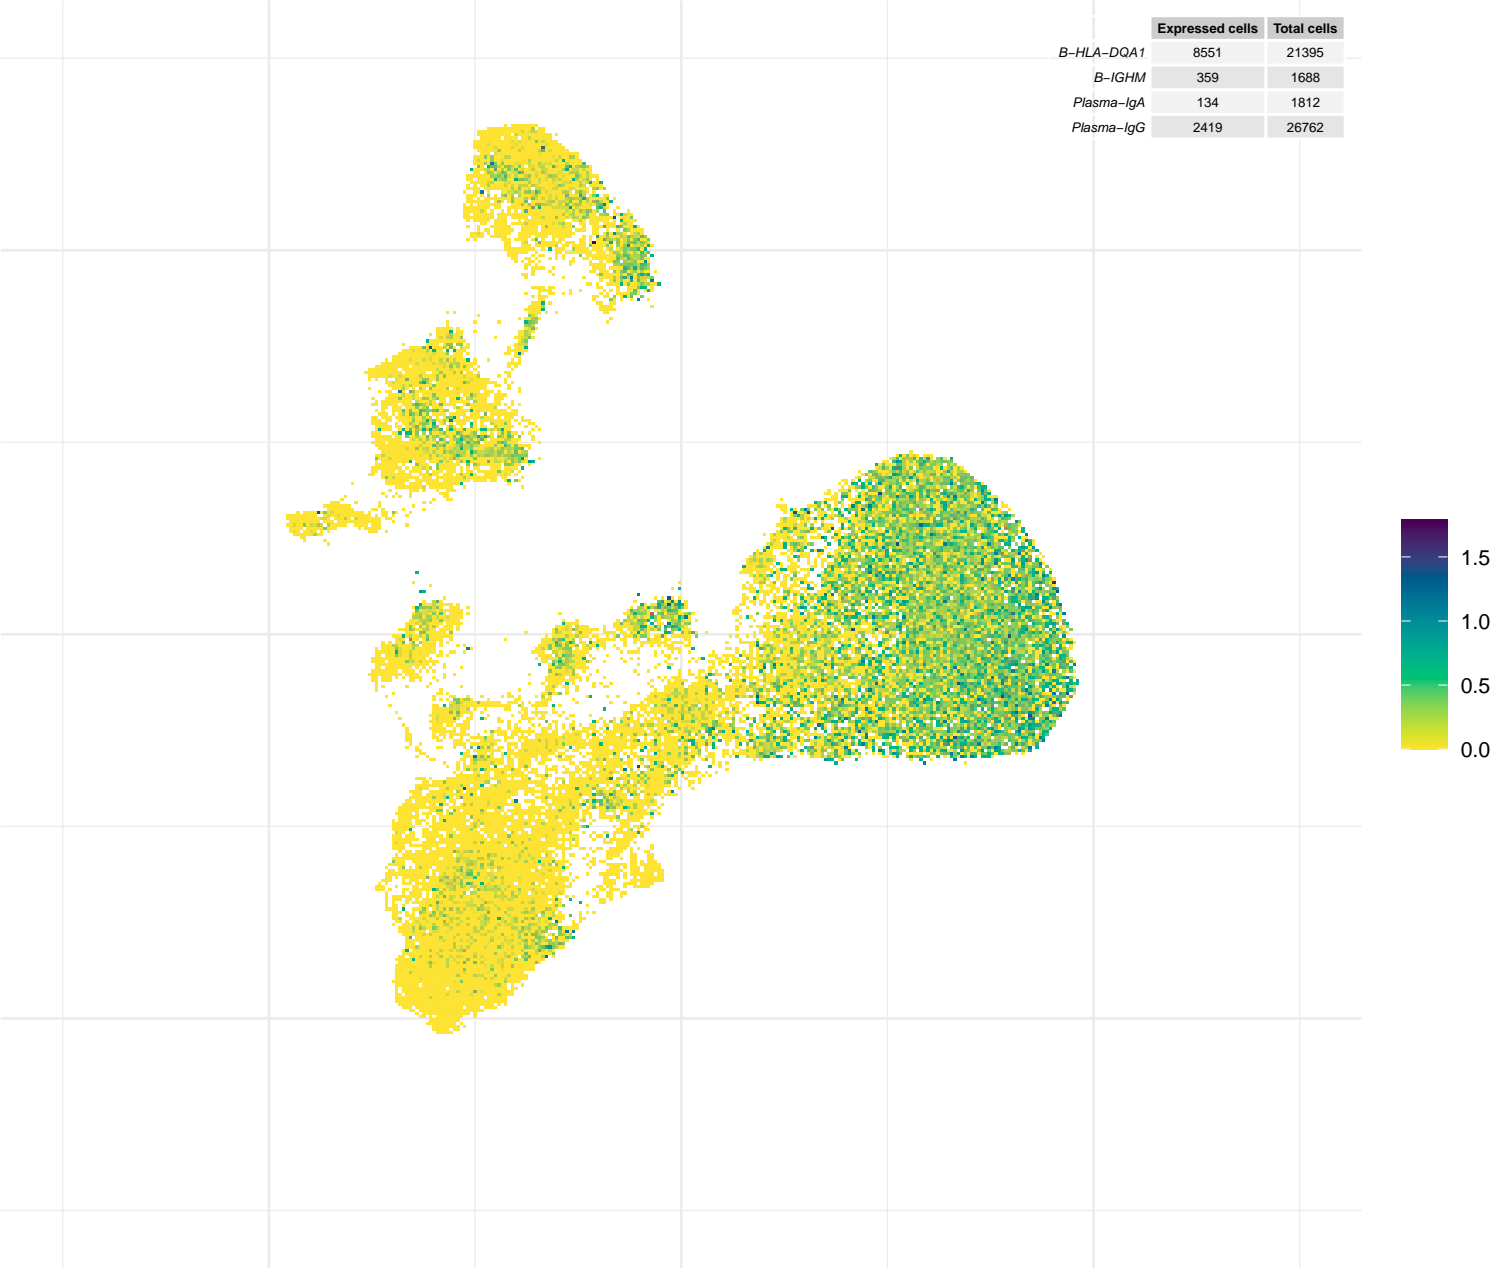 Expressed cells Total cells
B−HLA−DQA1 8551 21395
B−IGHM 359 1688
Plasma−IgA 134 1812
Plasma−IgG 2419 26762
1.5
1.0
0.5
0.0